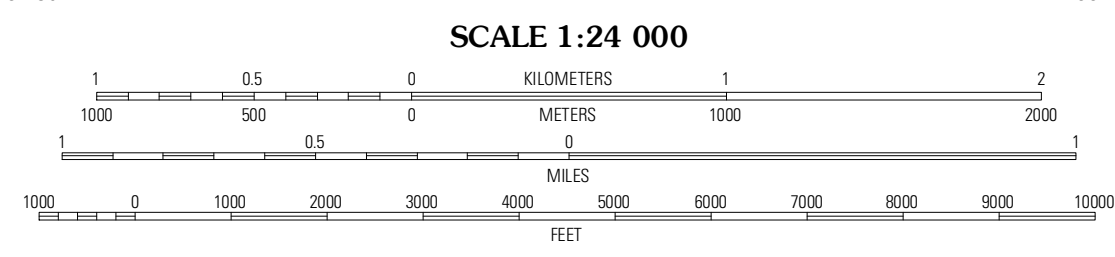 SCALE 1:24 000
1 0.5 0 KILOMETERS 1 2
1000 500 0 METERS 1000 2000
1 0.5 0 1
MILES
1000 0 1000 2000 3000 4000 5000 6000 7000 8000 9000 10000
FEET